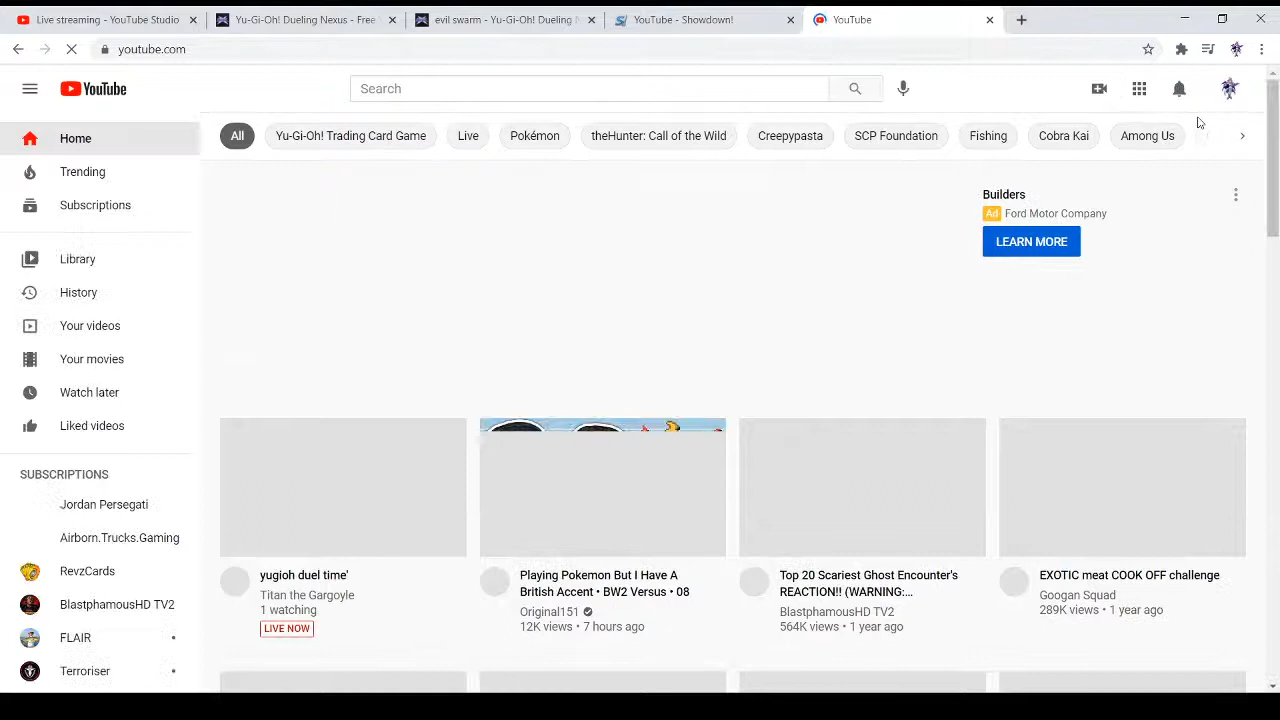 Live streaming - YouTube Studio
Yu-Gi-Oh! Dueling Nexus - Free
evil swarm - Yu-Gi-Oh! Dueling N
YouTube - Showdown!
YouTube
youtube.com
YouTube
Search
All
Yu-Gi-Oh! Trading Card Game
Live
Pokémon
theHunter: Call of the Wild
Creepypasta
SCP Foundation
Fishing
Cobra Kai
Among Us
Home
Trending
Subscriptions
Library
History
Your videos
Your movies
Watch later
Liked videos
SUBSCRIPTIONS
Jordan Persegati
Airborn.Trucks.Gaming
RevzCards
BlastphamousHD TV2
FLAIR
Terroriser
Builders
Ad Ford Motor Company
LEARN MORE
yugioh duel time'
Titan the Gargoyle
1 watching
LIVE NOW
Playing Pokemon But I Have A
British Accent • BW2 Versus • 08
Original151
12K views • 7 hours ago
Top 20 Scariest Ghost Encounter's
REACTION!! (WARNING:...
BlastphamousHD TV2
564K views • 1 year ago
EXOTIC meat COOK OFF challenge
Googan Squad
289K views • 1 year ago